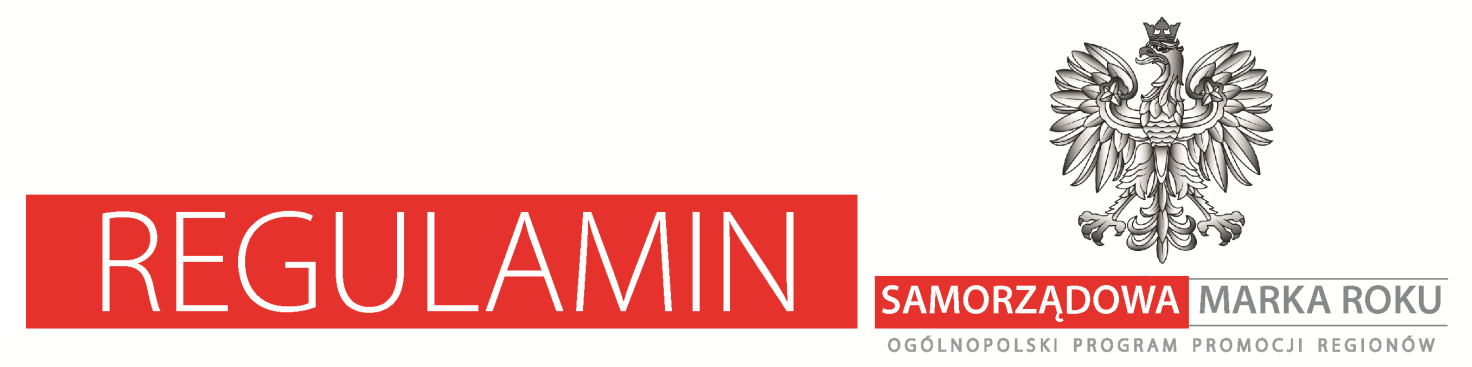 REGULAMIN
SAMORZĄDOWA MARKA ROKU
OGÓLNOPOLSKI PROGRAM PROMOCJI REGIONÓW